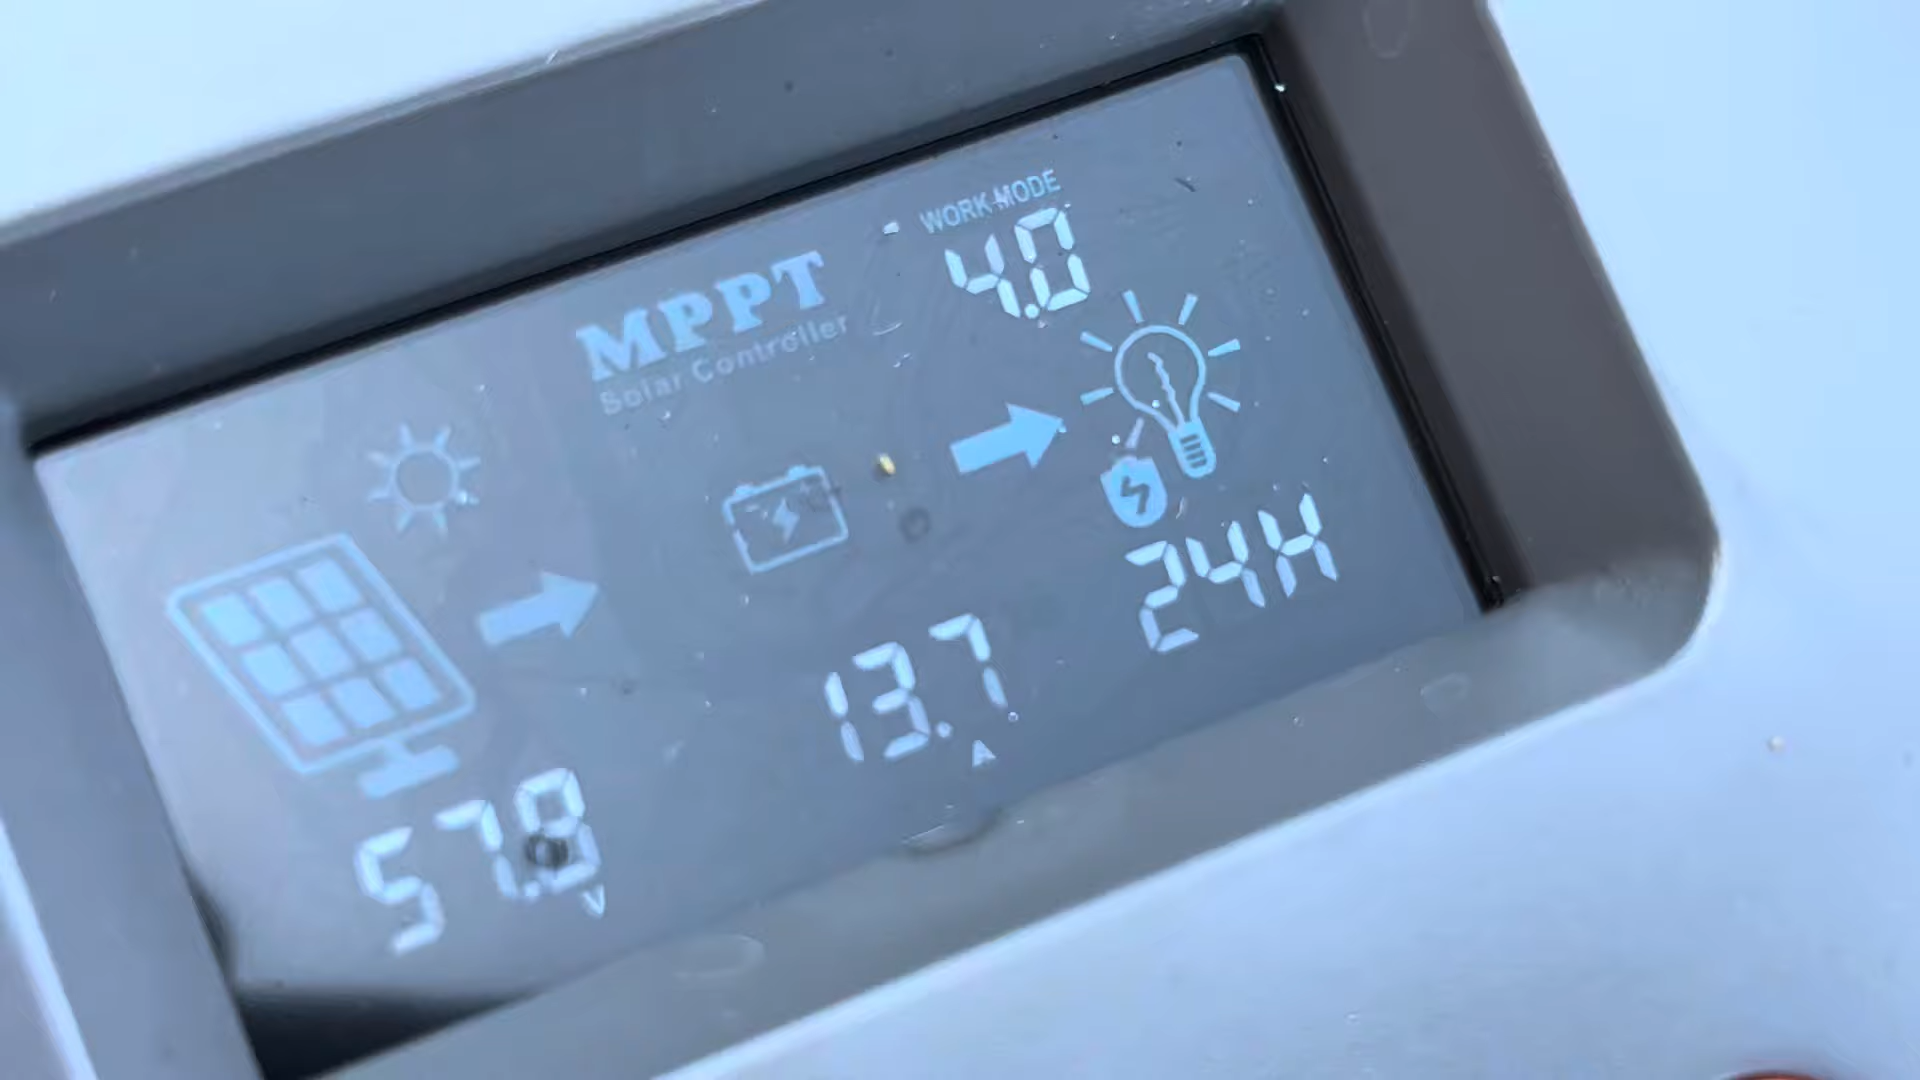 WORK MODE
4.0
MPPT
Solar Controller
24H
13.7
A
57.8
V